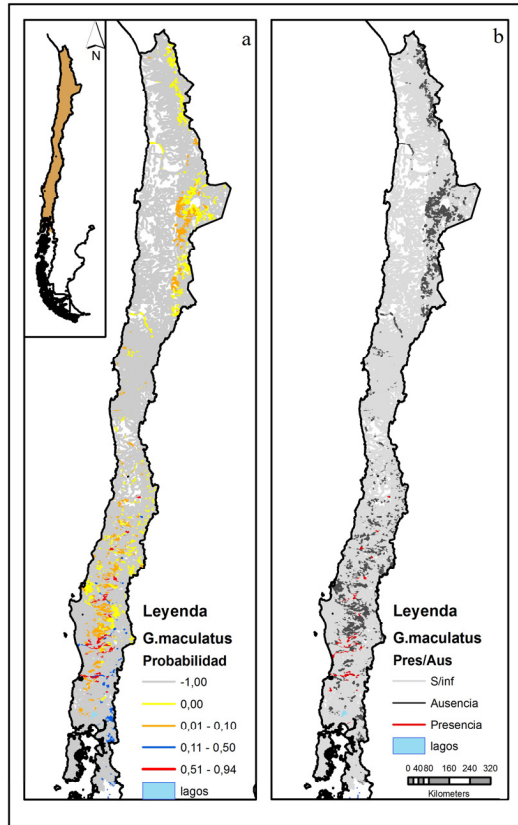 N
a
Leyenda
G.maculatus
Probabilidad
-1,00
0,00
0,01 - 0,10
0,11 - 0,50
0,51 - 0,94
lagos
b
Leyenda
G.maculatus
Pres/Aus
S/inf
Ausencia
Presencia
lagos
0 40 80 160 240 320
Kilometers